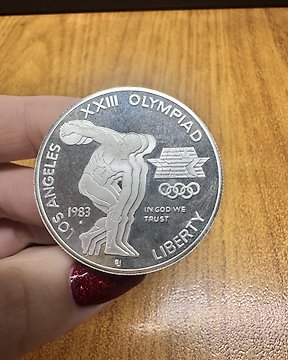 LOS ANGELES XXIII OLYMPIAD
1983
IN GOD WE
TRUST
LIBERTY